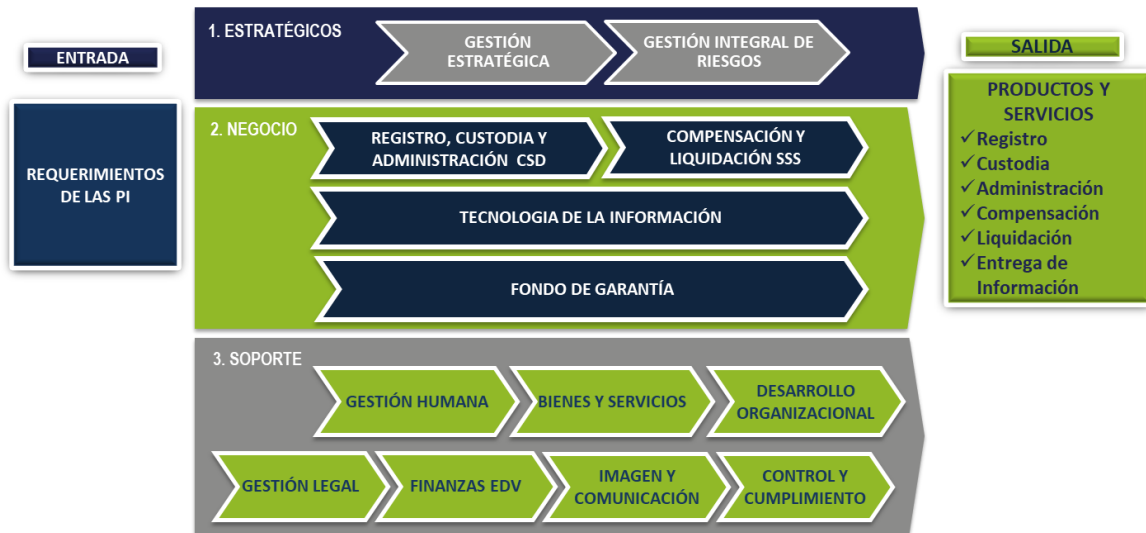 ENTRADA
REQUERIMIENTOS
DE LAS PI
1. ESTRATÉGICOS
GESTIÓN
ESTRATÉGICA
GESTIÓN INTEGRAL DE
RIESGOS
2. NEGOCIO
REGISTRO, CUSTODIA Y
ADMINISTRACIÓN CSD
COMPENSACIÓN Y
LIQUIDACIÓN SSS
TECNOLOGIA DE LA INFORMACIÓN
FONDO DE GARANTÍA
3. SOPORTE
GESTIÓN HUMANA
BIENES Y SERVICIOS
DESARROLLO
ORGANIZACIONAL
GESTIÓN LEGAL
FINANZAS EDV
IMAGEN Y
COMUNICACIÓN
CONTROL Y
CUMPLIMIENTO
SALIDA
PRODUCTOS Y
SERVICIOS
✓ Registro
✓ Custodia
✓ Administración
✓ Compensación
✓ Liquidación
✓ Entrega de
Información